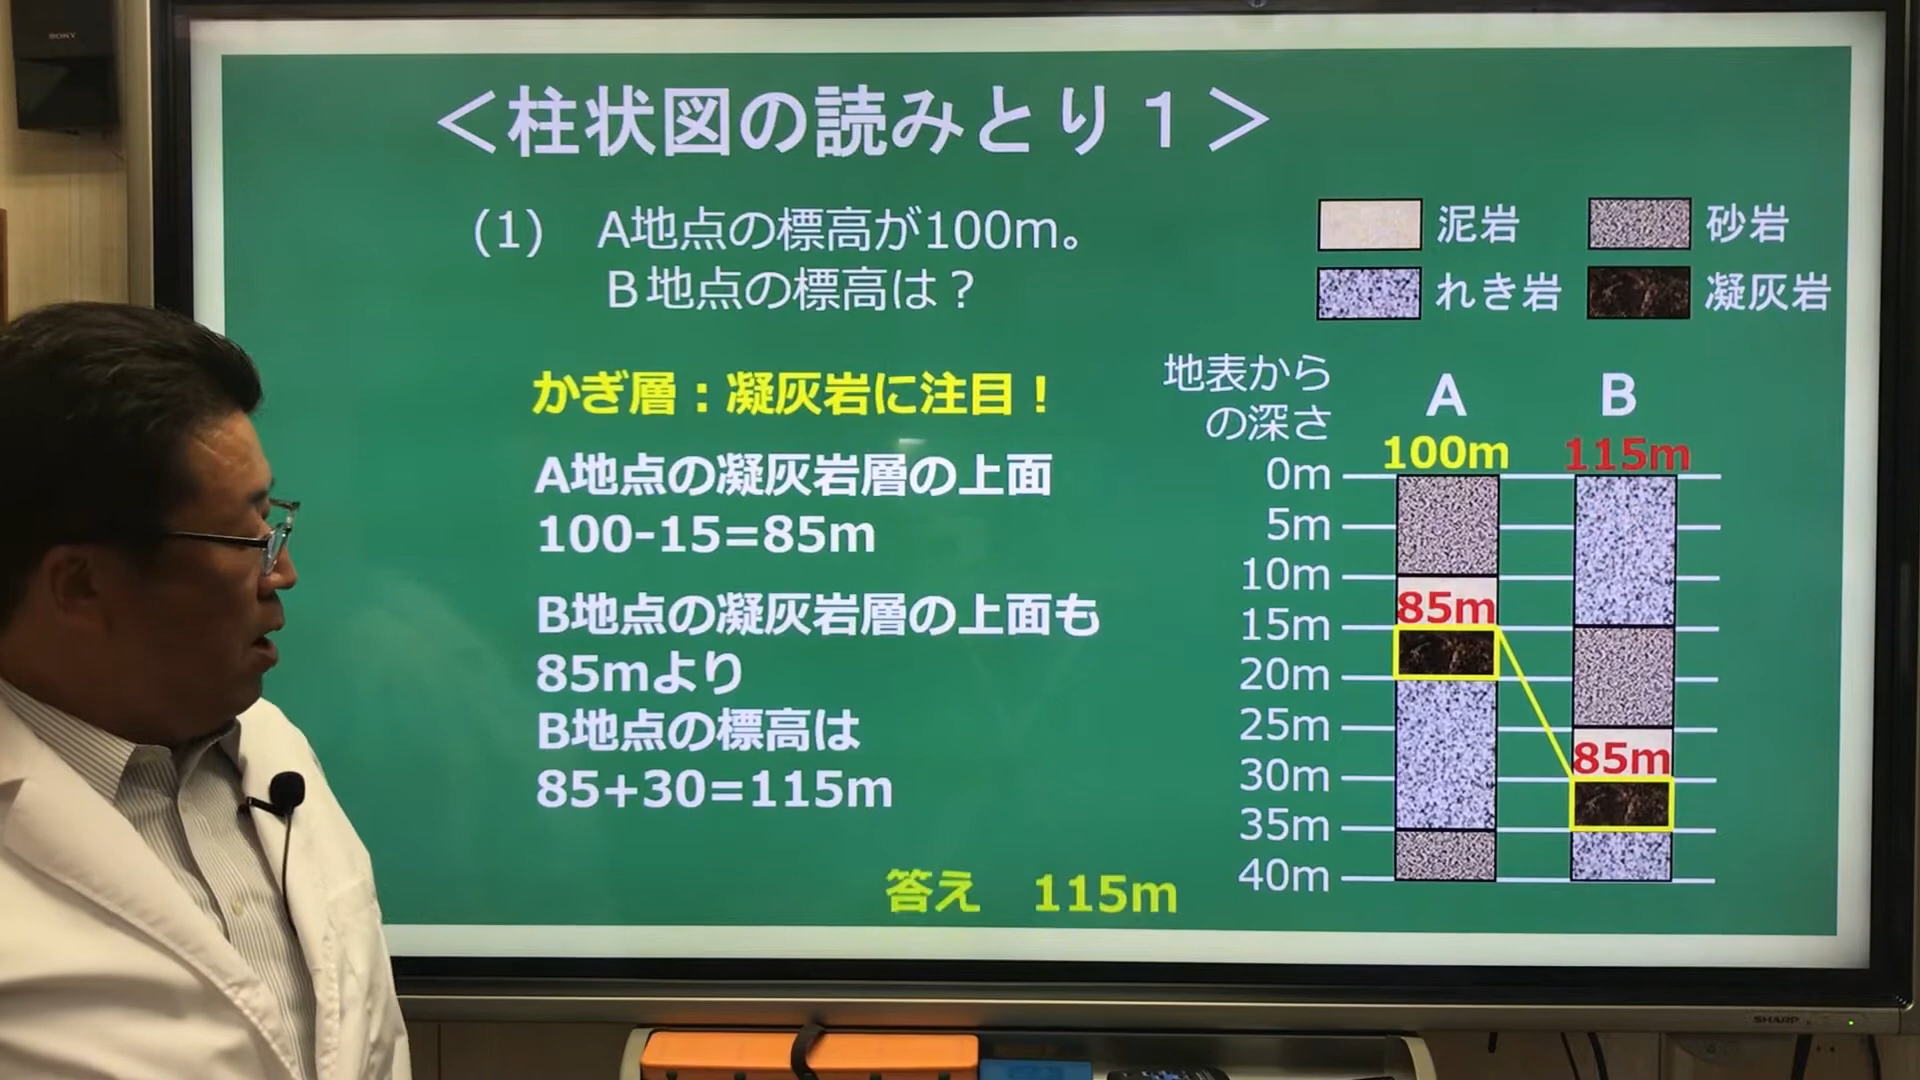 SONY
＜柱状図の読みとり１＞
(1)　A地点の標高が100m。
Ｂ地点の標高は？
泥岩
砂岩
れき岩
凝灰岩
かぎ層：凝灰岩に注目！
A地点の凝灰岩層の上面
100-15=85m
B地点の凝灰岩層の上面も
85mより
B地点の標高は
85+30=115m
答え　115m
地表から
の深さ
A
B
100m
115m
0m
5m
10m
85m
15m
20m
25m
85m
30m
35m
40m
SHARP